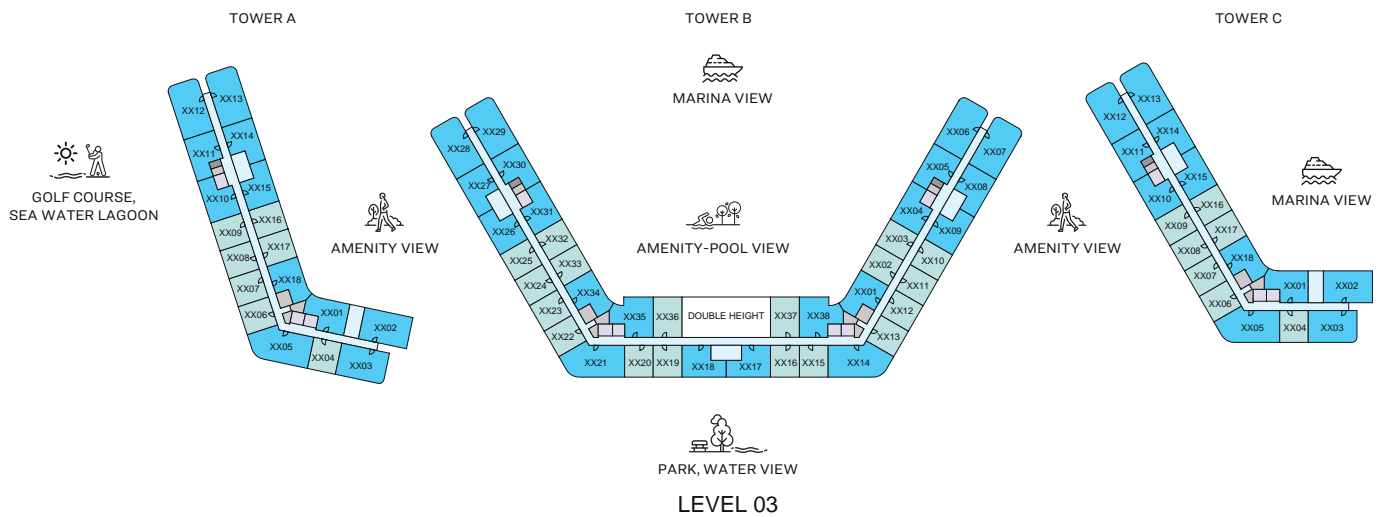 TOWER A
TOWER B
TOWER C
MARINA VIEW
GOLF COURSE,
SEA WATER LAGOON
AMENITY VIEW
AMENITY-POOL VIEW
AMENITY VIEW
MARINA VIEW
PARK, WATER VIEW
LEVEL 03
XX12
XX13
XX11
XX14
XX10
XX15
XX09
XX16
XX08
XX17
XX07
XX18
XX06
XX01
XX02
XX05
XX04
XX03
XX28
XX29
XX27
XX30
XX26
XX31
XX25
XX32
XX24
XX33
XX23
XX34
XX22
XX35
XX36
DOUBLE HEIGHT
XX37
XX38
XX21
XX20
XX19
XX18
XX17
XX16
XX15
XX14
XX06
XX07
XX05
XX08
XX04
XX09
XX03
XX10
XX02
XX11
XX01
XX12
XX13
XX12
XX13
XX11
XX14
XX10
XX15
XX09
XX16
XX08
XX17
XX07
XX18
XX06
XX01
XX02
XX05
XX04
XX03